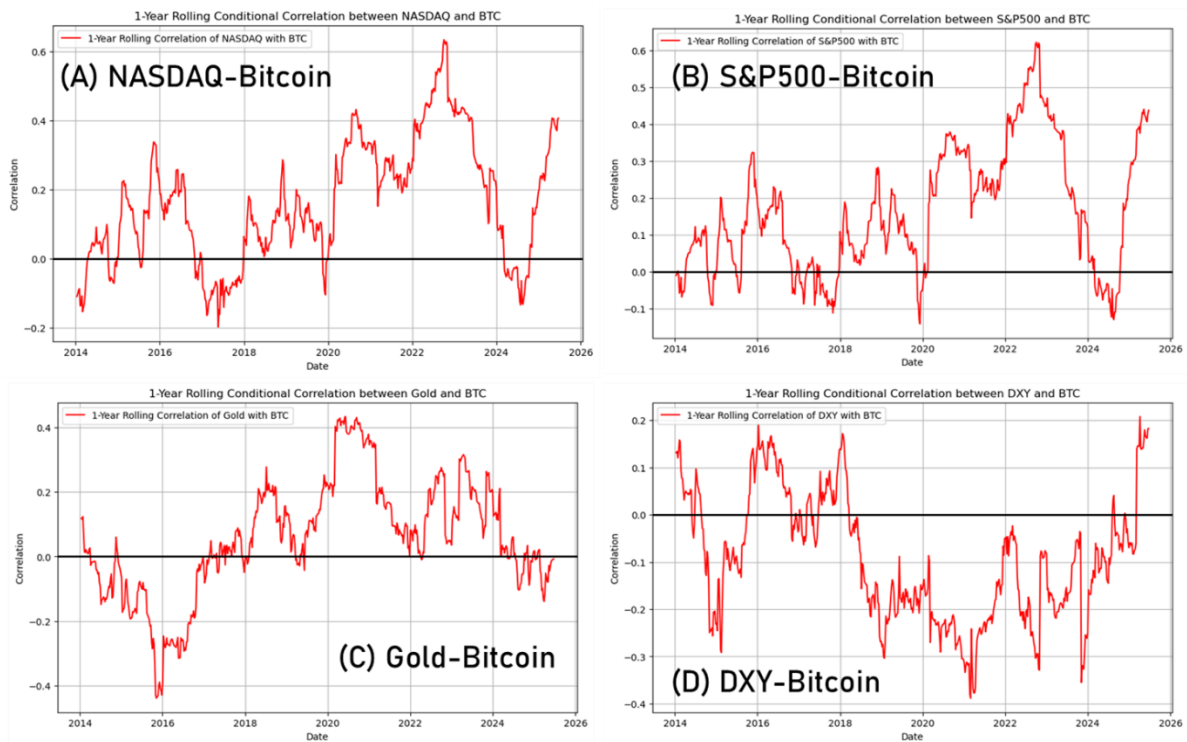 1-Year Rolling Conditional Correlation between NASDAQ and BTC
1-Year Rolling Correlation of NASDAQ with BTC
(A) NASDAQ-Bitcoin
0.6
0.4
0.2
0.0
−0.2
Correlation
2014 2016 2018 2020 2022 2024 2026
Date
1-Year Rolling Conditional Correlation between S&P500 and BTC
1-Year Rolling Correlation of S&P500 with BTC
(B) S&P500-Bitcoin
0.6
0.5
0.4
0.3
0.2
0.1
0.0
−0.1
Correlation
2014 2016 2018 2020 2022 2024 2026
Date
1-Year Rolling Conditional Correlation between Gold and BTC
1-Year Rolling Correlation of Gold with BTC
0.4
0.2
0.0
−0.2
−0.4
Correlation
(C) Gold-Bitcoin
2014 2016 2018 2020 2022 2024 2026
Date
1-Year Rolling Conditional Correlation between DXY and BTC
1-Year Rolling Correlation of DXY with BTC
0.2
0.1
0.0
−0.1
−0.2
−0.3
−0.4
Correlation
(D) DXY-Bitcoin
2014 2016 2018 2020 2022 2024 2026
Date